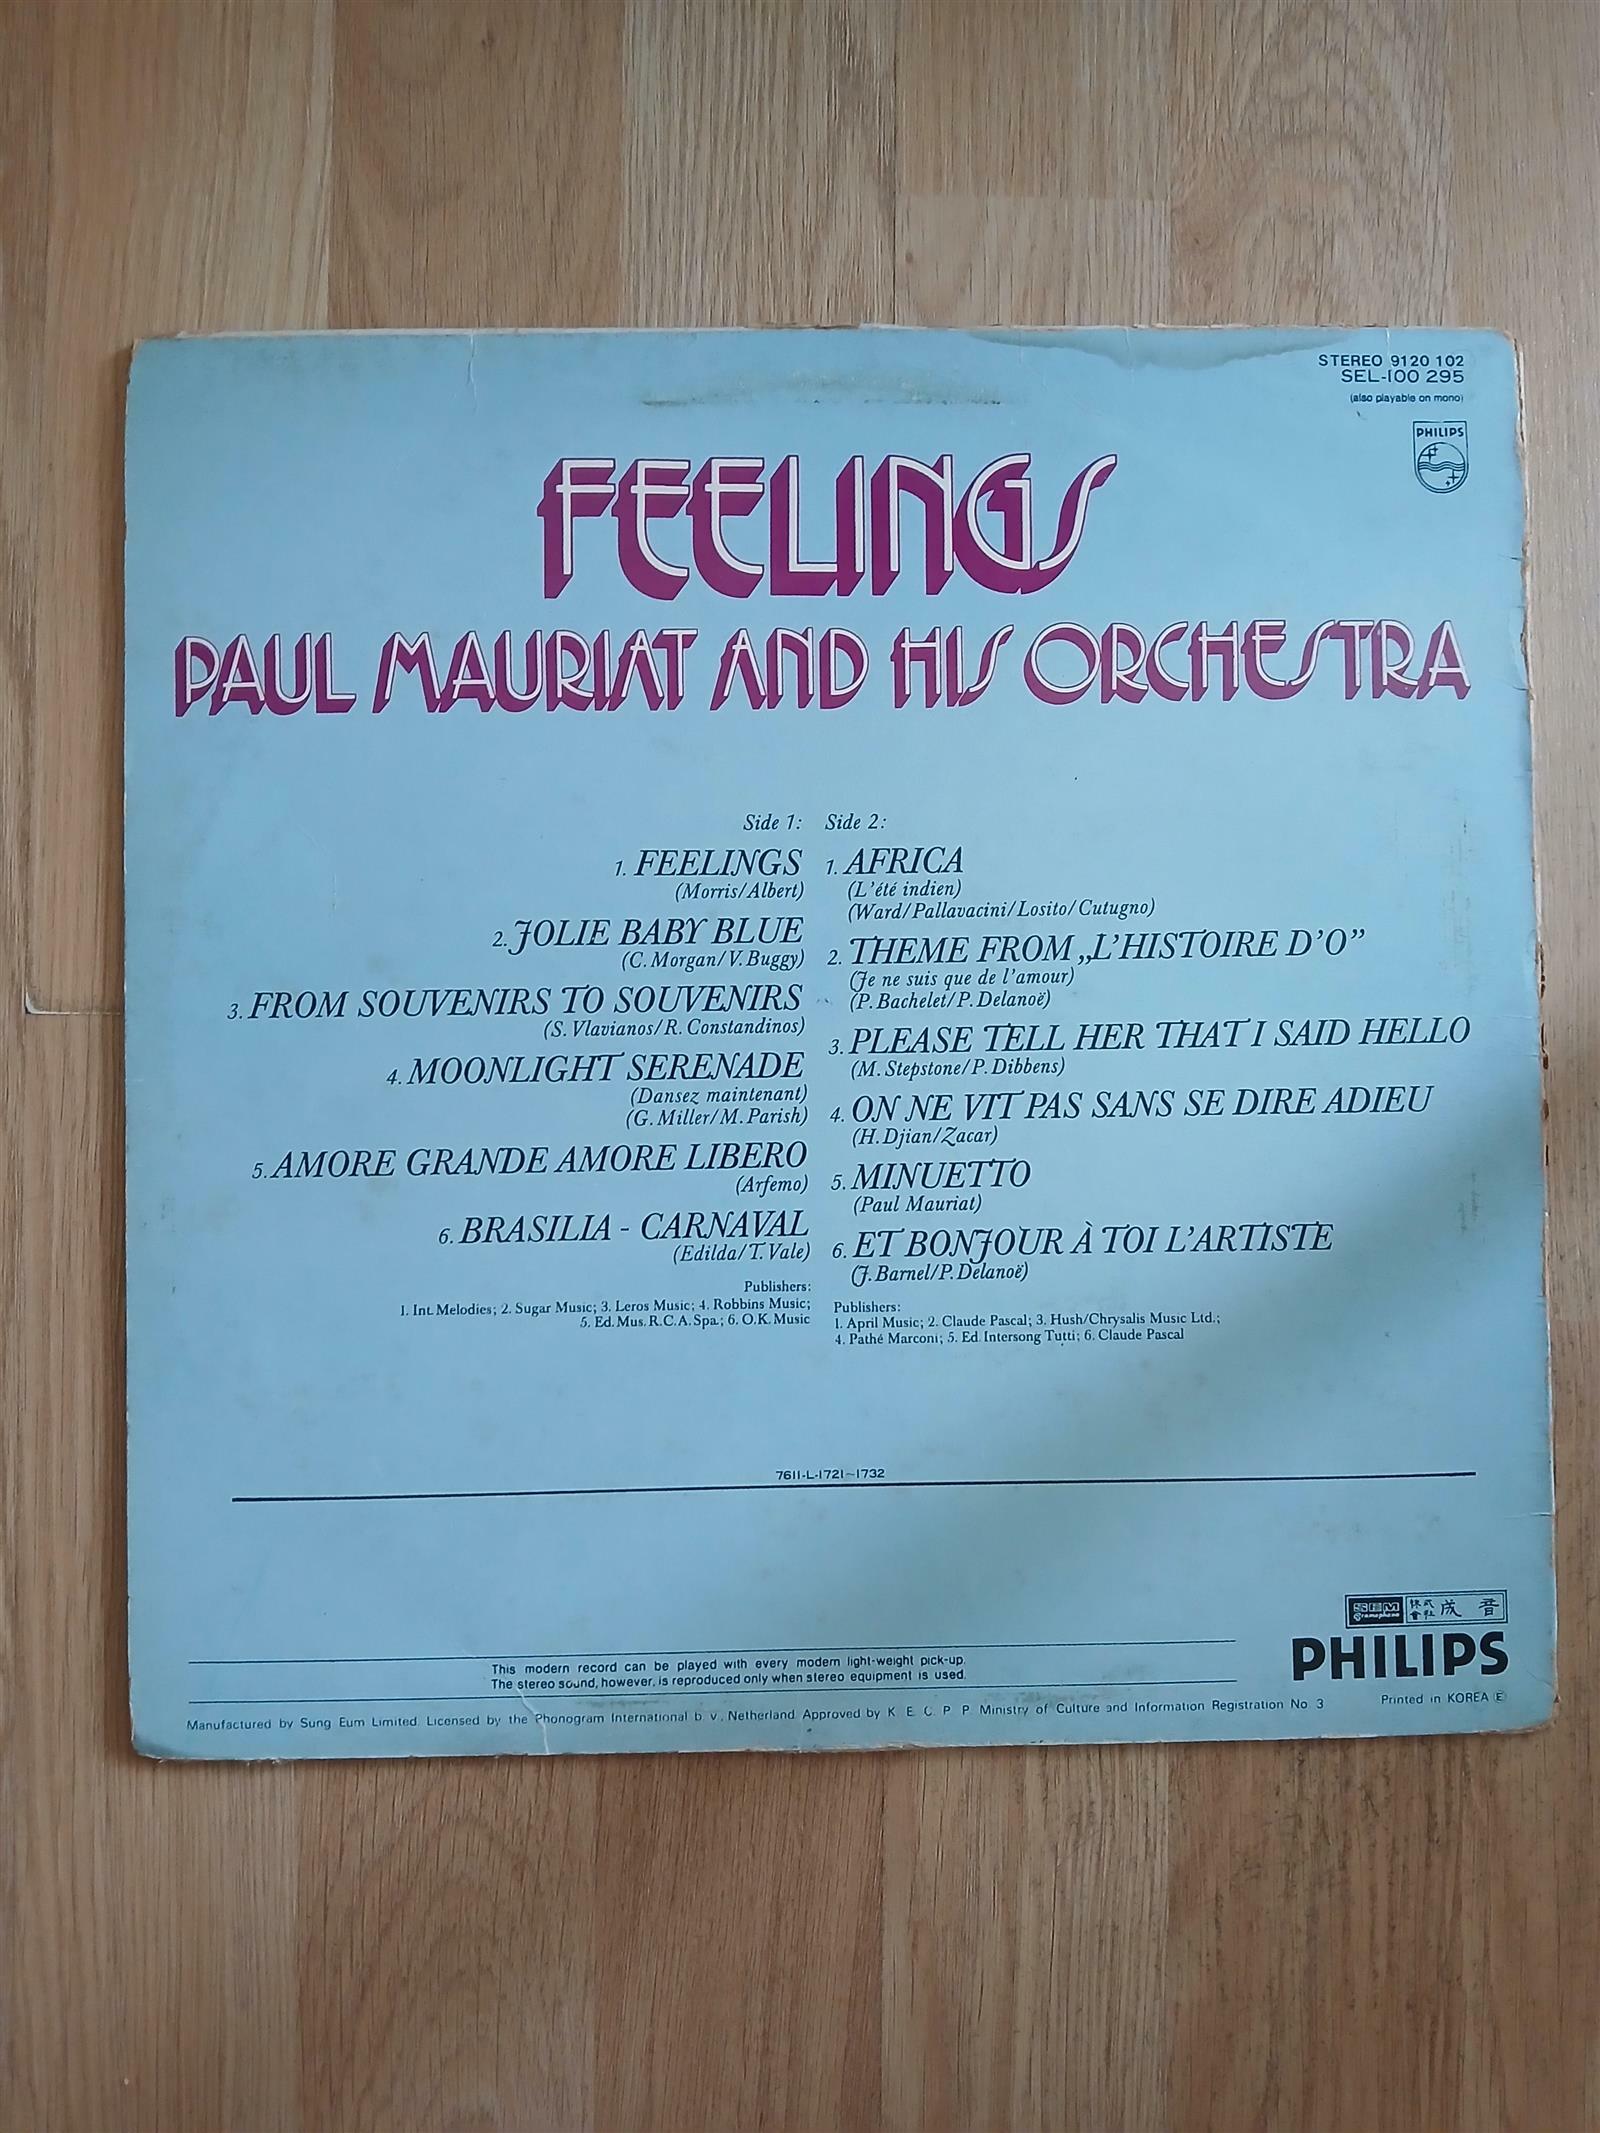 STEREO 9120 102
SEL-100 295
(also playable on mono)
PHILIPS
FEELINGS
PAUL MAURIAT AND HIS ORCHESTRA
Side 1:
1. FEELINGS
(Morris/Albert)
2. JOLIE BABY BLUE
(C. Morgan/V. Buggy)
3. FROM SOUVENIRS TO SOUVENIRS
(S. Vlavianos/R. Constandinos)
4. MOONLIGHT SERENADE
(Dansez maintenant)
(G. Miller/M. Parish)
5. AMORE GRANDE AMORE LIBERO
(Arfemo)
6. BRASILIA - CARNAVAL
(Edilda/T. Vale)
Publishers:
1. Int. Melodies; 2. Sugar Music; 3. Leros Music; 4. Robbins Music;
5. Ed. Mus. R.C.A. Spa.; 6. O.K. Music
Side 2:
1. AFRICA
(L'été indien)
(Ward/Pallavacini/Losito/Cutugno)
2. THEME FROM „L'HISTOIRE D'O”
(Je ne suis que de l'amour)
(P. Bachelet/P. Delanoë)
3. PLEASE TELL HER THAT I SAID HELLO
(M. Stepstone/P. Dibbens)
4. ON NE VIT PAS SANS SE DIRE ADIEU
(H. Djian/Zacar)
5. MINUETTO
(Paul Mauriat)
6. ET BONJOUR À TOI L'ARTISTE
(J. Barnel/P. Delanoë)
Publishers:
1. April Music; 2. Claude Pascal; 3. Hush/Chrysalis Music Ltd.;
4. Pathé Marconi; 5. Ed. Intersong Tutti; 6. Claude Pascal
7611-L-1721~1732
SEM gramophone 株式會社 成音
PHILIPS
This modern record can be played with every modern light-weight pick-up.
The stereo sound, however, is reproduced only when stereo equipment is used.
Manufactured by Sung Eum Limited. Licensed by the Phonogram International b. v., Netherland. Approved by K. E. C. P. P. Ministry of Culture and Information Registration No. 3
Printed in KOREA Ⓔ